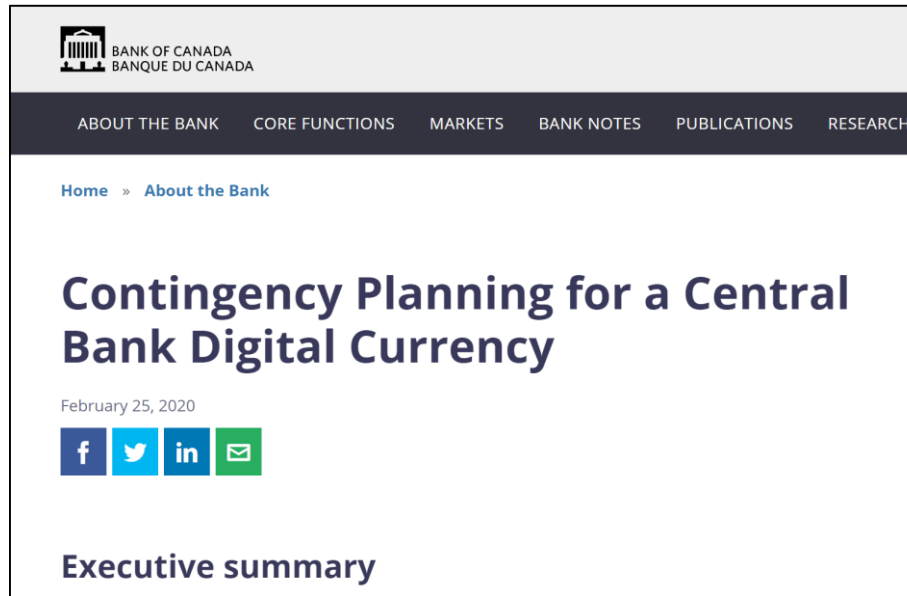 BANK OF CANADA
BANQUE DU CANADA
ABOUT THE BANK CORE FUNCTIONS MARKETS BANK NOTES PUBLICATIONS RESEARCH
Home » About the Bank
Contingency Planning for a Central
Bank Digital Currency
February 25, 2020
f in
Executive summary